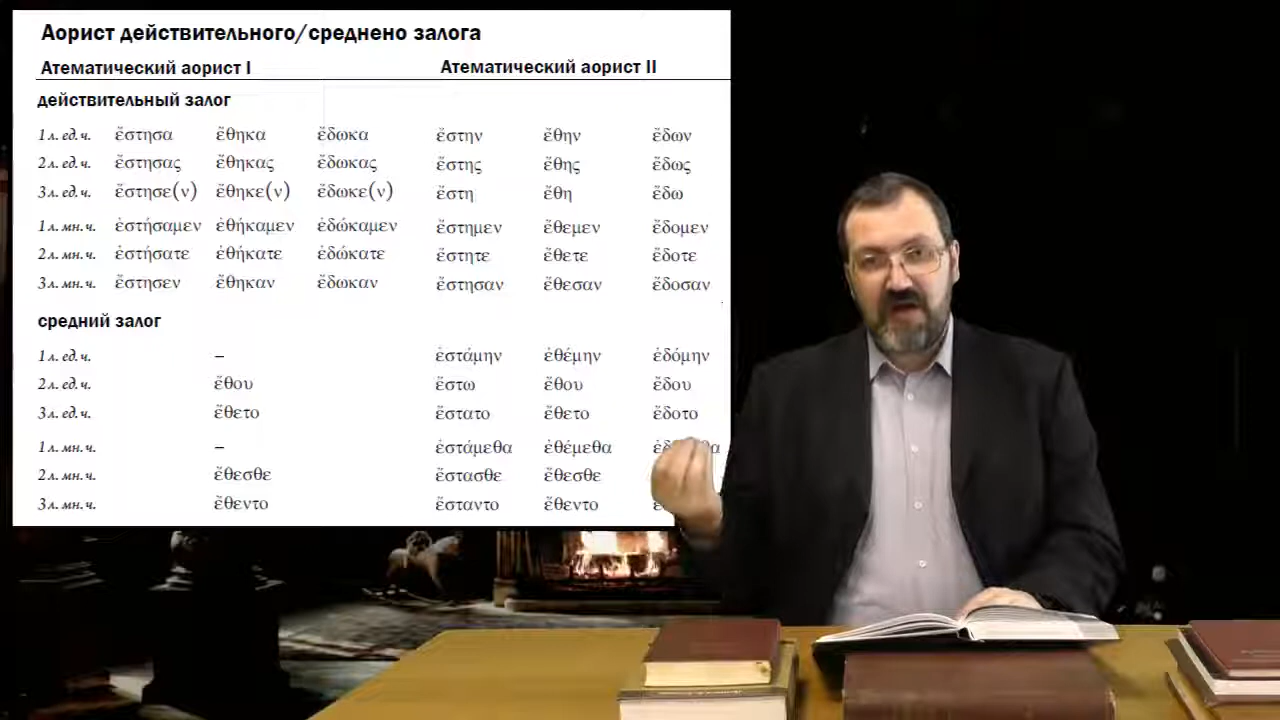 Аорист действительного/среднено залога
Атематический аорист I Атематический аорист II
действительный залог
1 л. ед. ч. ἔστησα ἔθηκα ἔδωκα ἔστην ἔθην ἔδων
2 л. ед. ч. ἔστησας ἔθηκας ἔδωκας ἔστης ἔθης ἔδως
3 л. ед. ч. ἔστησε(ν) ἔθηκε(ν) ἔδωκε(ν) ἔστη ἔθη ἔδω
1 л. мн. ч. ἐστήσαμεν ἐθήκαμεν ἐδώκαμεν ἔστημεν ἔθεμεν ἔδομεν
2 л. мн. ч. ἐστήσατε ἐθήκατε ἐδώκατε ἔστητε ἔθετε ἔδοτε
3 л. мн. ч. ἔστησεν ἔθηκαν ἔδωκαν ἔστησαν ἔθεσαν ἔδοσαν
средний залог
1 л. ед. ч. – ἐστάμην ἐθέμην ἐδόμην
2 л. ед. ч. ἔθου ἔστω ἔθου ἔδου
3 л. ед. ч. ἔθετο ἔστατο ἔθετο ἔδοτο
1 л. мн. ч. – ἐστάμεθα ἐθέμεθα
2 л. мн. ч. ἔθεσθε ἔστασθε ἔθεσθε
3 л. мн. ч. ἔθεντο ἔσταντο ἔθεντο